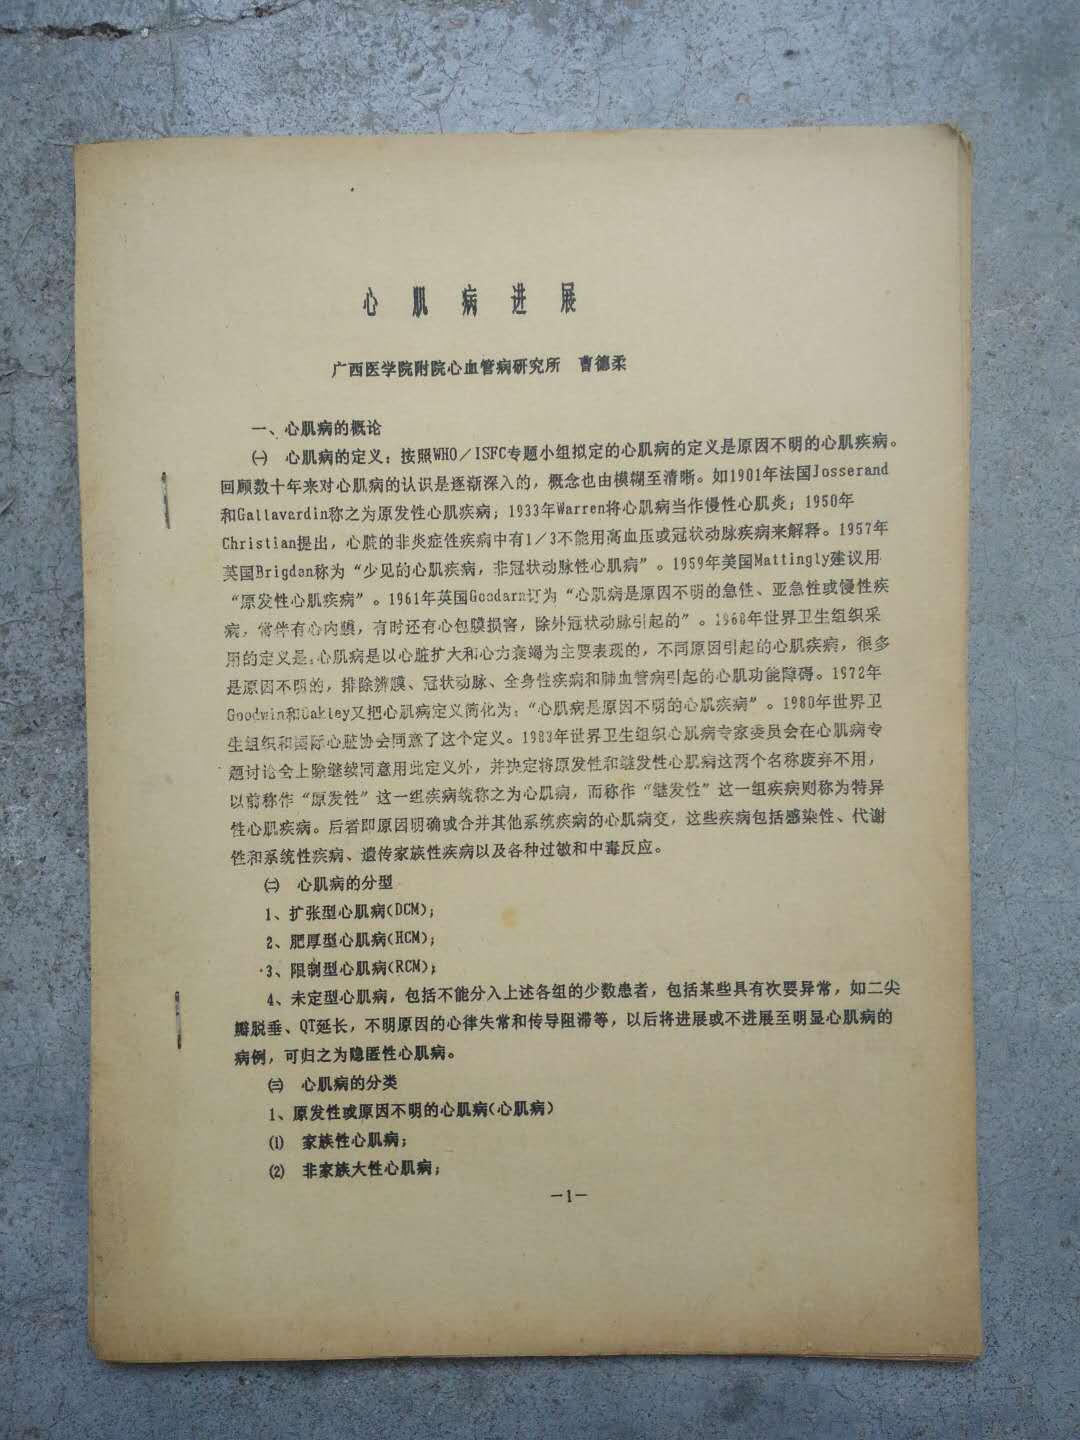 心肌病进展
广西医学院附院心血管病研究所 曹德柔
一、心肌病的概论
㈠ 心肌病的定义：按照WHO／ISFC专题小组拟定的心肌病的定义是原因不明的心肌疾病。
回顾数十年来对心肌病的认识是逐渐深入的，概念也由模糊至清晰。如1901年法国Josserand
和Gallavardin称之为原发性心肌疾病；1933年Warren将心肌病当作慢性心肌炎；1950年
Christian提出，心脏的非炎症性疾病中有1／3不能用高血压或冠状动脉疾病来解释。1957年
英国Brigden称为“少见的心肌疾病，非冠状动脉性心肌病”。1959年美国Mattingly建议用
“原发性心肌疾病”。1961年英国订为“心肌病是原因不明的急性、亚急性或慢性疾
病，常伴有心内膜，有时还有心包膜损害，除外冠状动脉引起的”。1968年世界卫生组织采
用的定义是：心肌病是以心脏扩大和心力衰竭为主要表现的，不同原因引起的心肌疾病，很多
是原因不明的，排除辨膜、冠状动脉、全身性疾病和肺血管病引起的心肌功能障碍。1972年
Goodwin和Oakley又把心肌病定义简化为：“心肌病是原因不明的心肌疾病”。1980年世界卫
生组织和国际心脏协会同意了这个定义。1983年世界卫生组织心肌病专家委员会在心肌病专
题讨论会上除继续同意用此定义外，并决定将原发性和继发性心肌病这两个名称废弃不用，
以前称作“原发性”这一组疾病统称之为心肌病，而称作“继发性”这一组疾病则称为特异
性心肌疾病。后者即原因明确或合并其他系统疾病的心肌病变，这些疾病包括感染性、代谢
性和系统性疾病、遗传家族性疾病以及各种过敏和中毒反应。
㈡ 心肌病的分型
1、扩张型心肌病(DCM)；
2、肥厚型心肌病(HCM)；
3、限制型心肌病(RCM)；
4、未定型心肌病，包括不能分入上述各组的少数患者，包括某些具有次要异常，如二尖
瓣脱垂、QT延长，不明原因的心律失常和传导阻滞等，以后将进展或不进展至明显心肌病的
病例，可归之为隐匿性心肌病。
㈢ 心肌病的分类
1、原发性或原因不明的心肌病(心肌病)
⑴ 家族性心肌病；
⑵ 非家族大性心肌病；
—1—